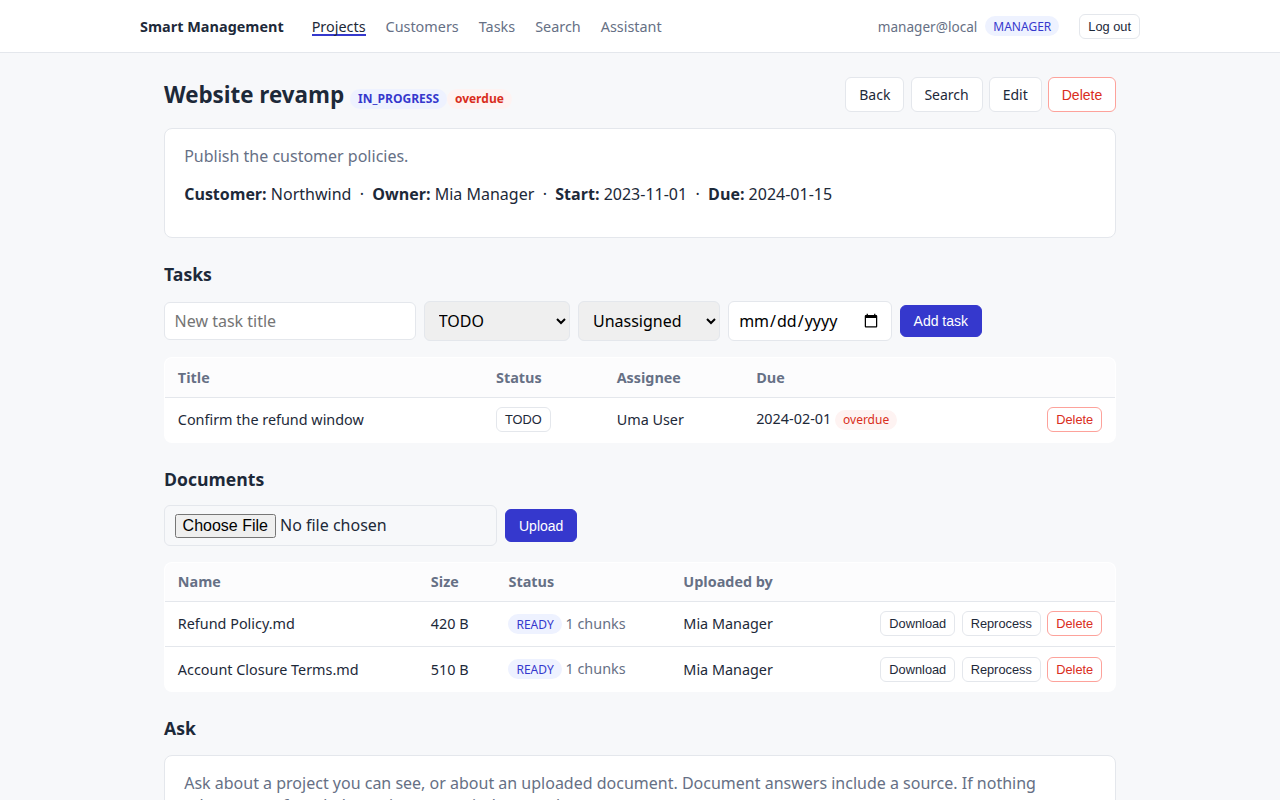 Smart Management Projects Customers Tasks Search Assistant manager@local MANAGER Log out
Website revamp IN_PROGRESS overdue Back Search Edit Delete
Publish the customer policies.
Customer: Northwind · Owner: Mia Manager · Start: 2023-11-01 · Due: 2024-01-15
Tasks
New task title TODO Unassigned mm/dd/yyyy Add task
Title Status Assignee Due
Confirm the refund window TODO Uma User 2024-02-01 overdue Delete
Documents
Choose File No file chosen Upload
Name Size Status Uploaded by
Refund Policy.md 420 B READY 1 chunks Mia Manager Download Reprocess Delete
Account Closure Terms.md 510 B READY 1 chunks Mia Manager Download Reprocess Delete
Ask
Ask about a project you can see, or about an uploaded document. Document answers include a source. If nothing